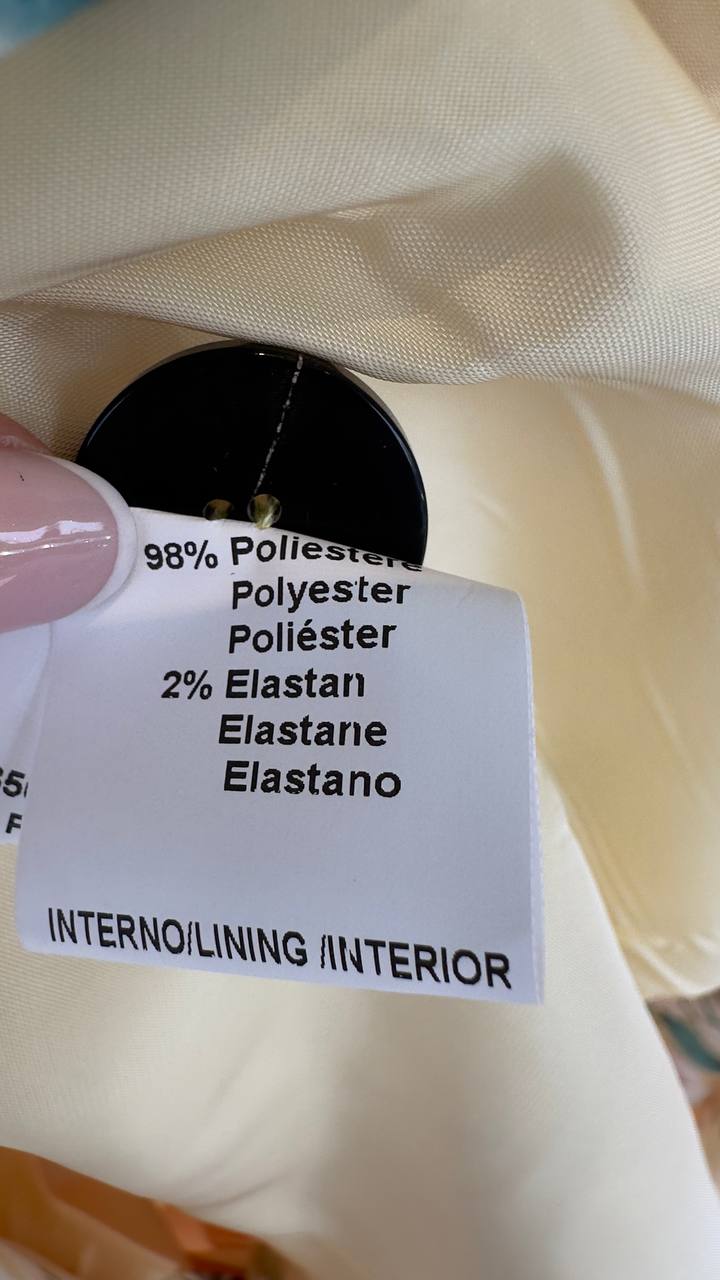 98% Poliestere
Polyester
Poliéster
2% Elastan
Elastane
Elastano
INTERNO/LINING /INTERIOR